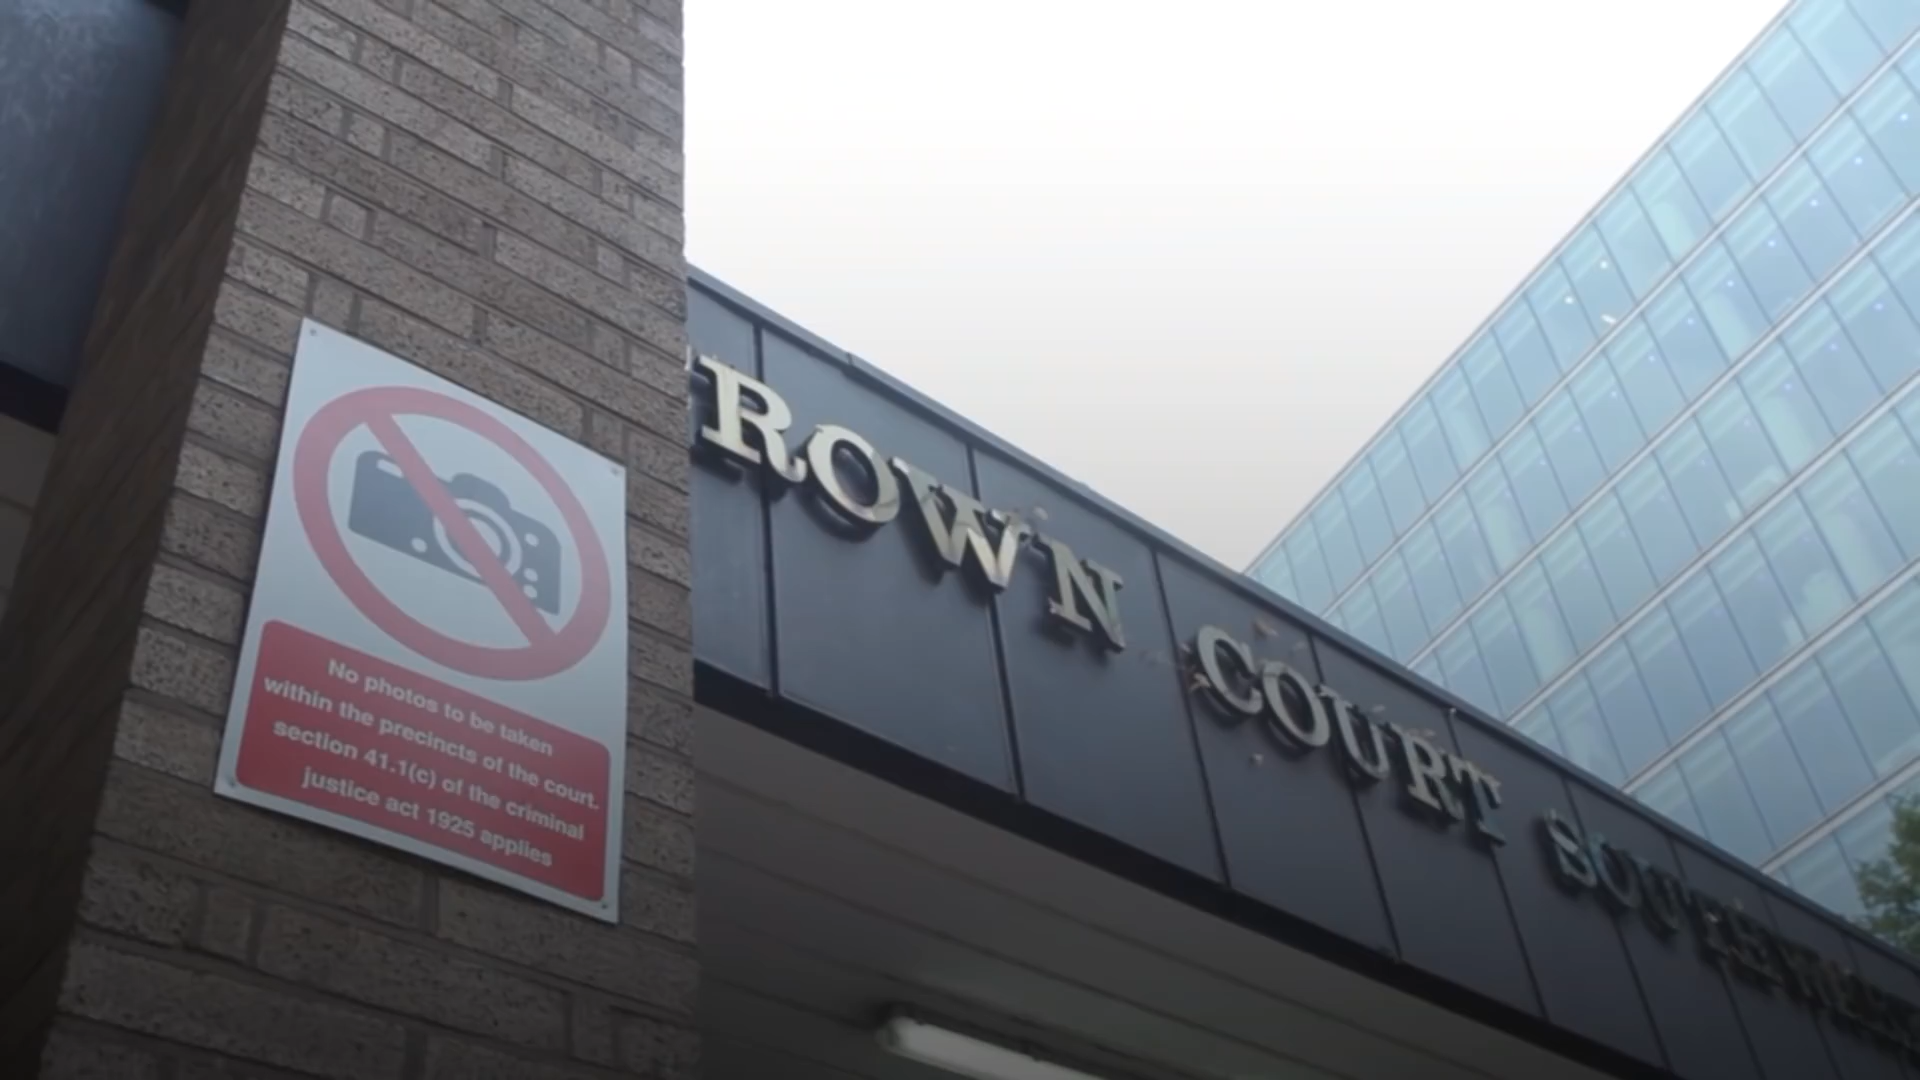 No photos to be taken
within the precincts of the court.
section 41.1(c) of the criminal
justice act 1925 applies
ROWN COURT SOUTHWARK